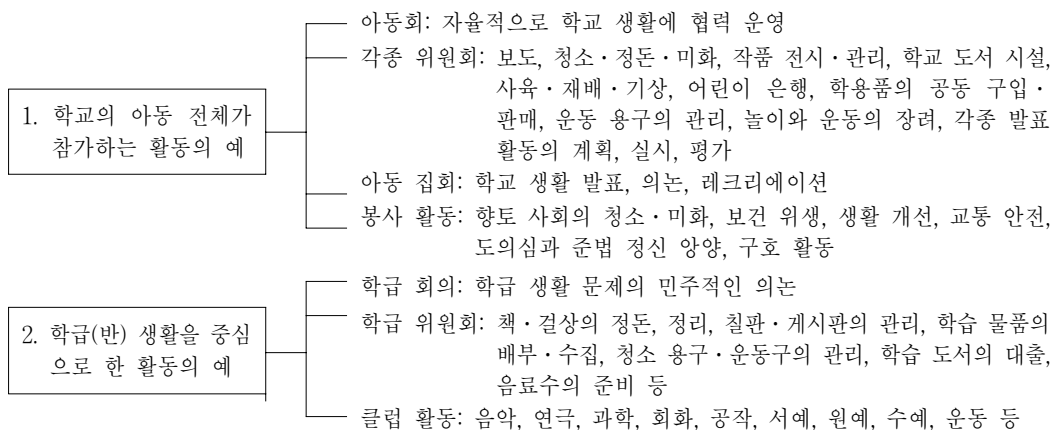 1. 학교의 아동 전체가
참가하는 활동의 예
아동회: 자율적으로 학교 생활에 협력 운영
각종 위원회: 보도, 청소·정돈·미화, 작품 전시·관리, 학교 도서 시설,
사육·재배·기상, 어린이 은행, 학용품의 공동 구입·
판매, 운동 용구의 관리, 놀이와 운동의 장려, 각종 발표
활동의 계획, 실시, 평가
아동 집회: 학교 생활 발표, 의논, 레크리에이션
봉사 활동: 향토 사회의 청소·미화, 보건 위생, 생활 개선, 교통 안전,
도의심과 준법 정신 앙양, 구호 활동
2. 학급(반) 생활을 중심
으로 한 활동의 예
학급 회의: 학급 생활 문제의 민주적인 의논
학급 위원회: 책·걸상의 정돈, 정리, 칠판·게시판의 관리, 학습 물품의
배부·수집, 청소 용구·운동구의 관리, 학습 도서의 대출,
음료수의 준비 등
클럽 활동: 음악, 연극, 과학, 회화, 공작, 서예, 원예, 수예, 운동 등